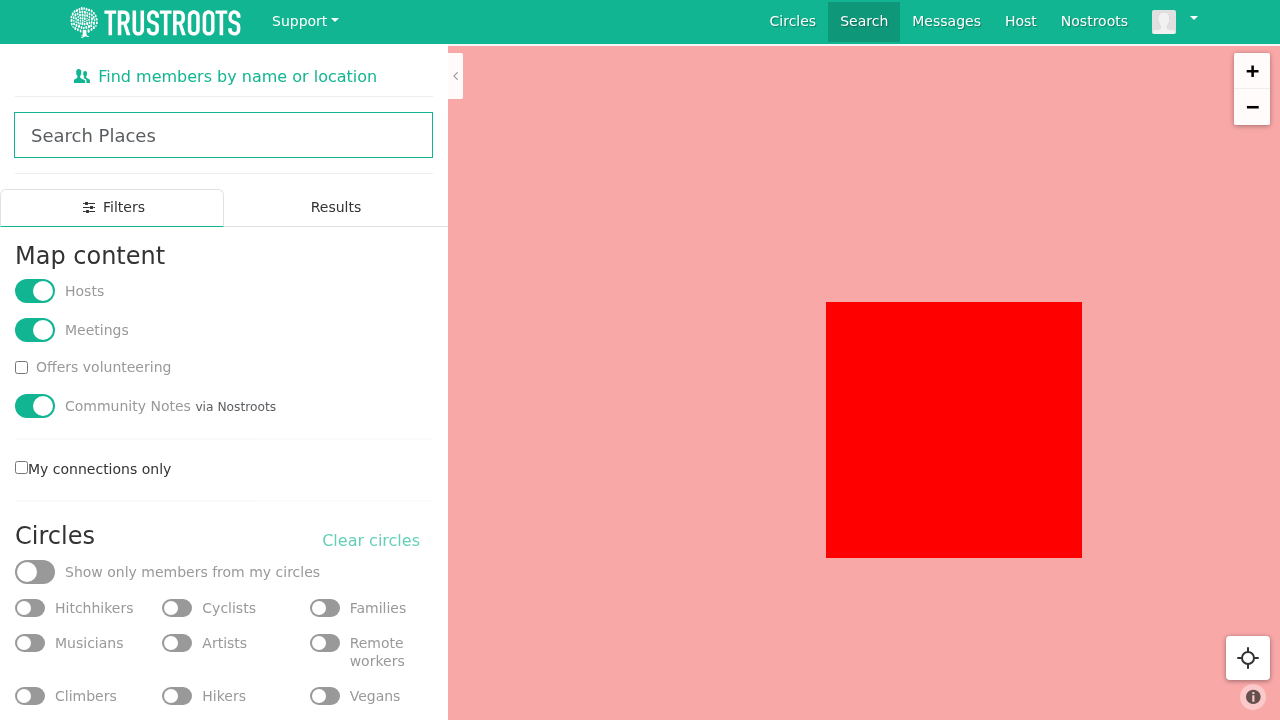 TRUSTROOTS Support Circles Search Messages Host Nostroots
Find members by name or location
Search Places
Filters Results
Map content
Hosts
Meetings
Offers volunteering
Community Notes via Nostroots
My connections only
Circles Clear circles
Show only members from my circles
Hitchhikers Cyclists Families
Musicians Artists Remote workers
Climbers Hikers Vegans
+
−